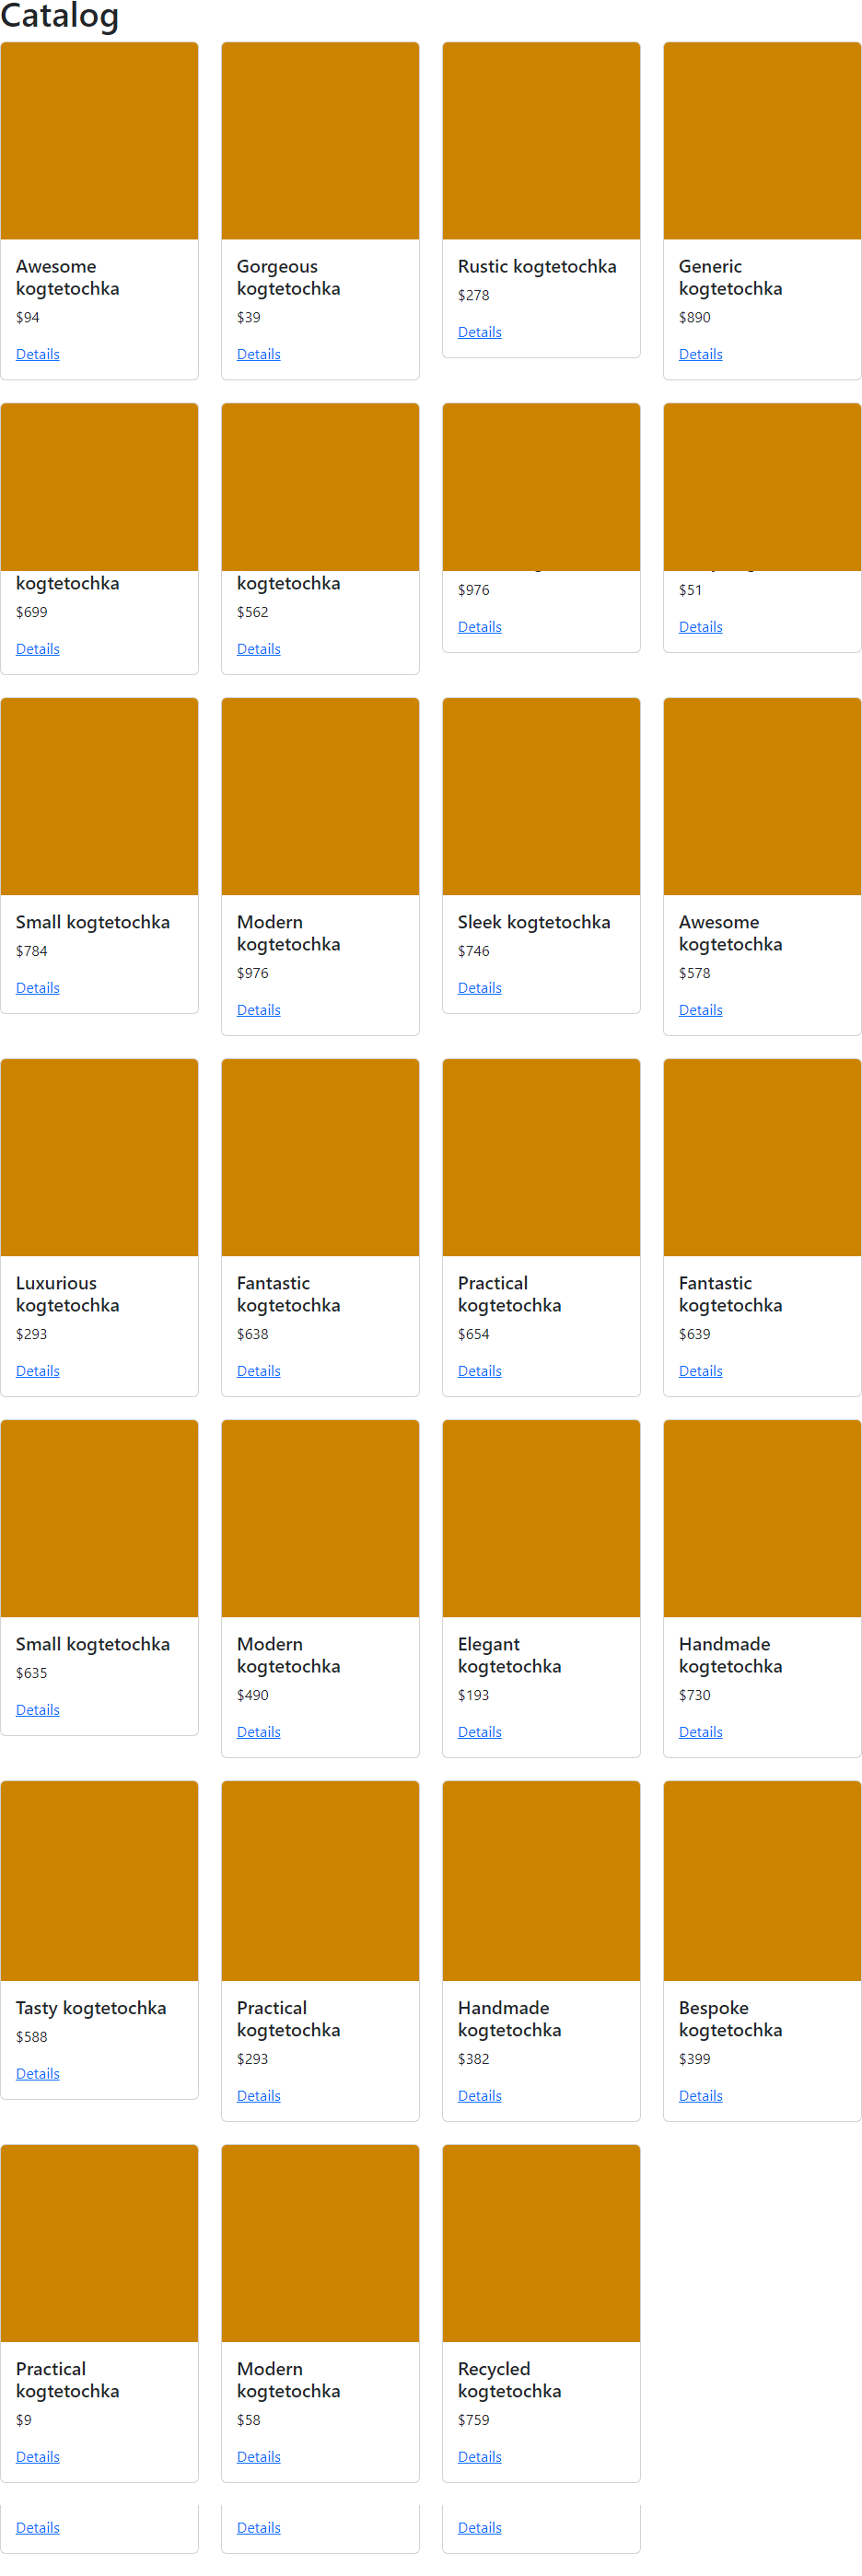 Catalog
Awesome
kogtetochka
$94
Details
Gorgeous
kogtetochka
$39
Details
Rustic kogtetochka
$278
Details
Generic
kogtetochka
$890
Details
kogtetochka
$699
Details
kogtetochka
$562
Details
$976
Details
$51
Details
Small kogtetochka
$784
Details
Modern
kogtetochka
$976
Details
Sleek kogtetochka
$746
Details
Awesome
kogtetochka
$578
Details
Luxurious
kogtetochka
$293
Details
Fantastic
kogtetochka
$638
Details
Practical
kogtetochka
$654
Details
Fantastic
kogtetochka
$639
Details
Small kogtetochka
$635
Details
Modern
kogtetochka
$490
Details
Elegant
kogtetochka
$193
Details
Handmade
kogtetochka
$730
Details
Tasty kogtetochka
$588
Details
Practical
kogtetochka
$293
Details
Handmade
kogtetochka
$382
Details
Bespoke
kogtetochka
$399
Details
Practical
kogtetochka
$9
Details
Modern
kogtetochka
$58
Details
Recycled
kogtetochka
$759
Details
Details
Details
Details